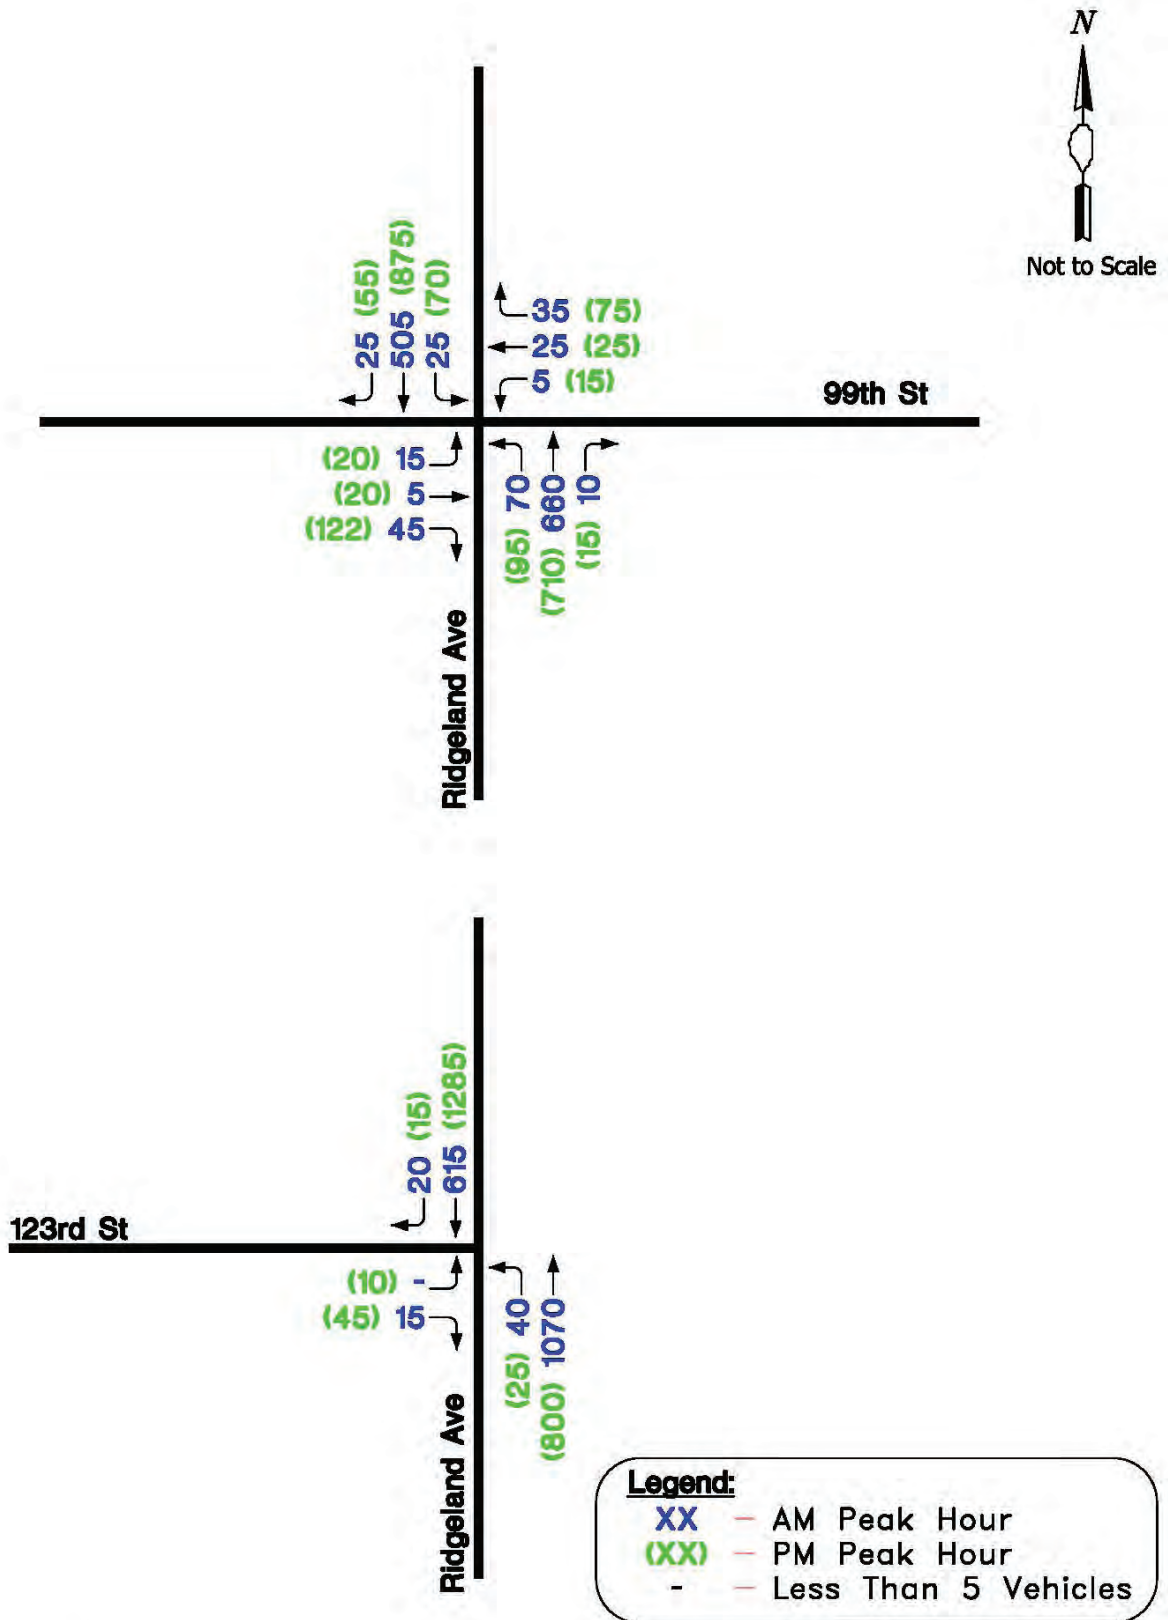 N
Not to Scale
25 (55)
505 (875)
25 (70)
35 (75)
25 (25)
5 (15)
99th St
(20) 15
(20) 5
(122) 45
(95) 70
(710) 660
(15) 10
Ridgeland Ave
20 (15)
615 (1285)
123rd St
(10) -
(45) 15
(25) 40
(800) 1070
Ridgeland Ave
Legend:
XX - AM Peak Hour
(XX) - PM Peak Hour
- - Less Than 5 Vehicles